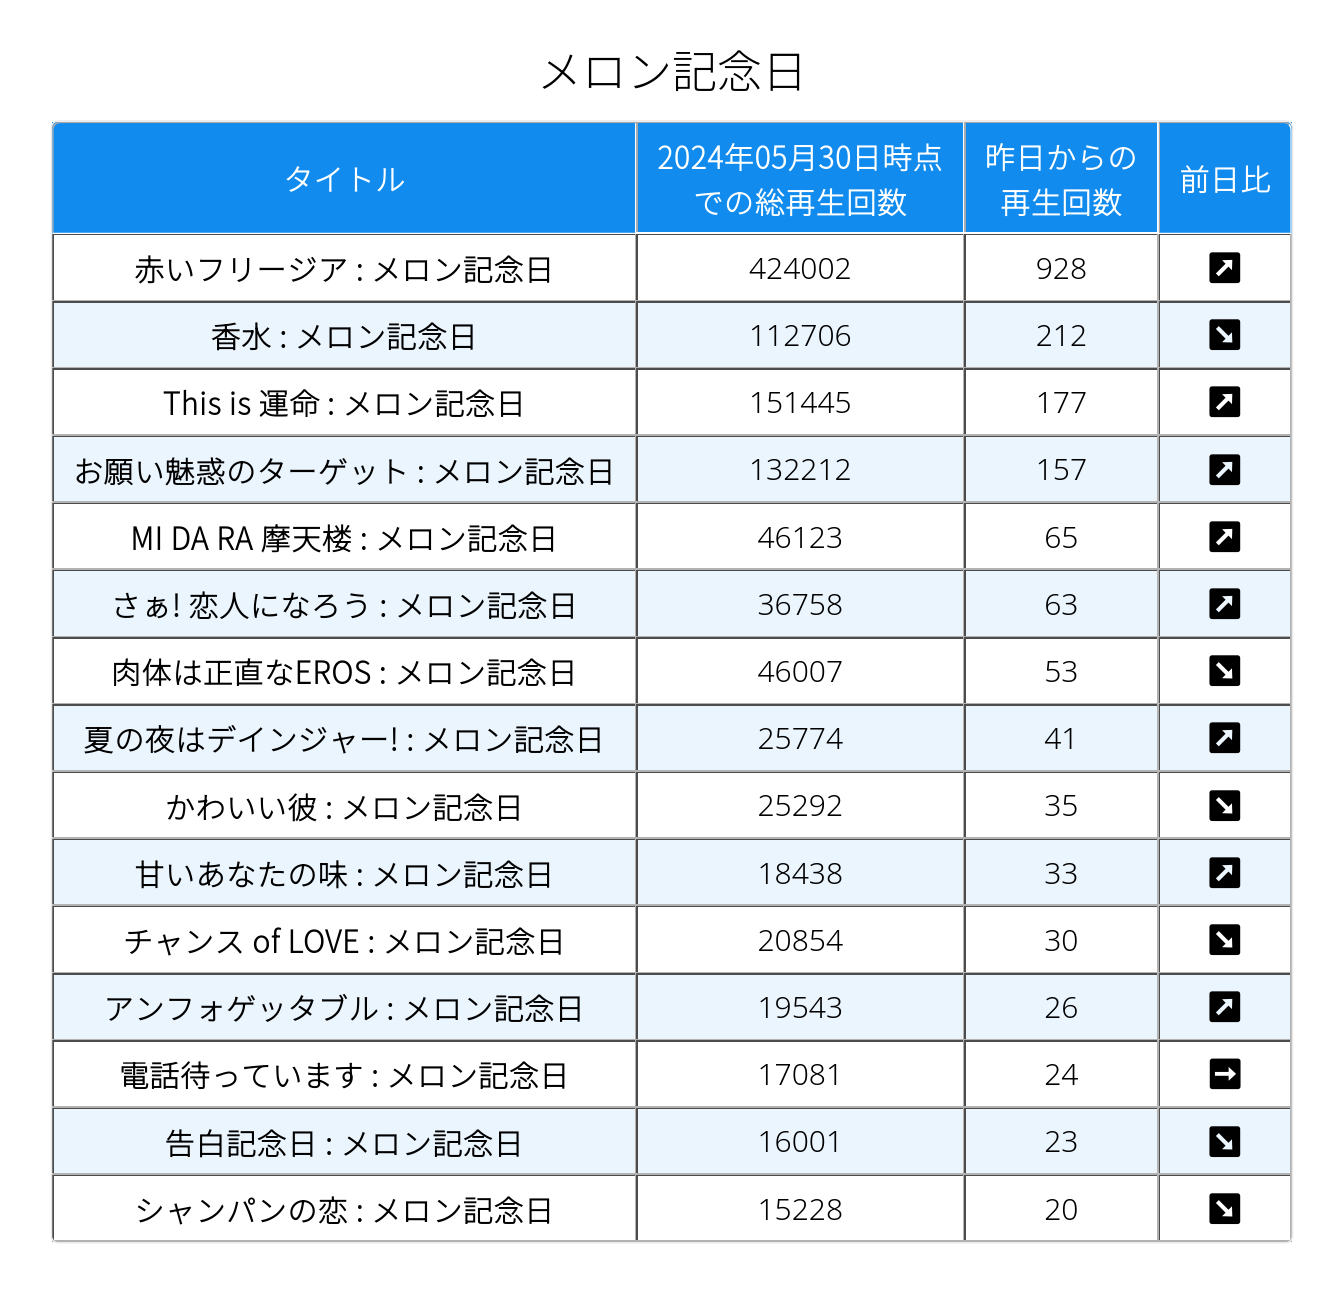 メロン記念日
タイトル
2024年05月30日時点
での総再生回数
昨日からの
再生回数
前日比
赤いフリージア : メロン記念日 424002 928
香水 : メロン記念日 112706 212
This is 運命 : メロン記念日 151445 177
お願い魅惑のターゲット : メロン記念日 132212 157
MI DA RA 摩天楼 : メロン記念日 46123 65
さぁ! 恋人になろう : メロン記念日 36758 63
肉体は正直なEROS : メロン記念日 46007 53
夏の夜はデインジャー! : メロン記念日 25774 41
かわいい彼 : メロン記念日 25292 35
甘いあなたの味 : メロン記念日 18438 33
チャンス of LOVE : メロン記念日 20854 30
アンフォゲッタブル : メロン記念日 19543 26
電話待っています : メロン記念日 17081 24
告白記念日 : メロン記念日 16001 23
シャンパンの恋 : メロン記念日 15228 20